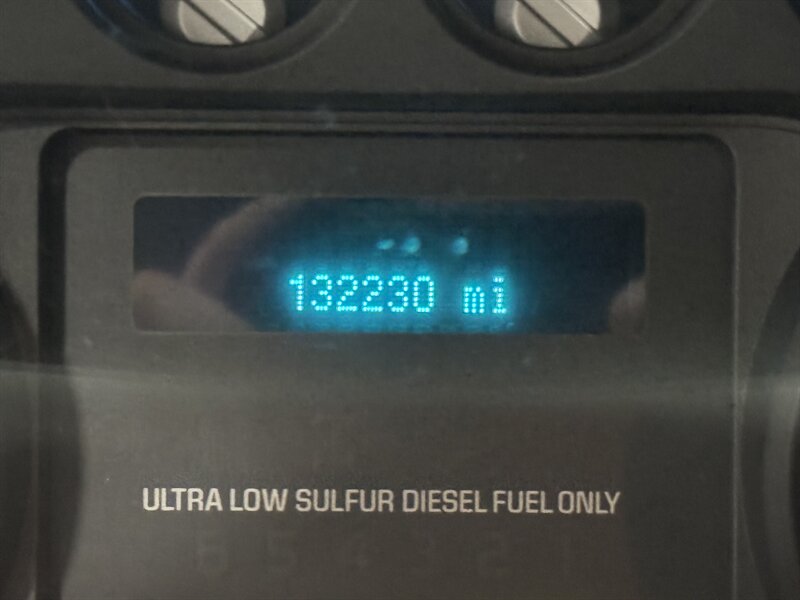 132230 mi
ULTRA LOW SULFUR DIESEL FUEL ONLY